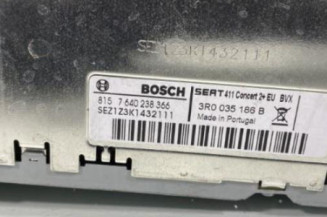 SEZ1Z3K1432111
BOSCH
SEAT 411 Concert 2+ EU BVX
815 7 640 238 366
3R0 035 186 B
SEZ1Z3K1432111
Made in Portugal